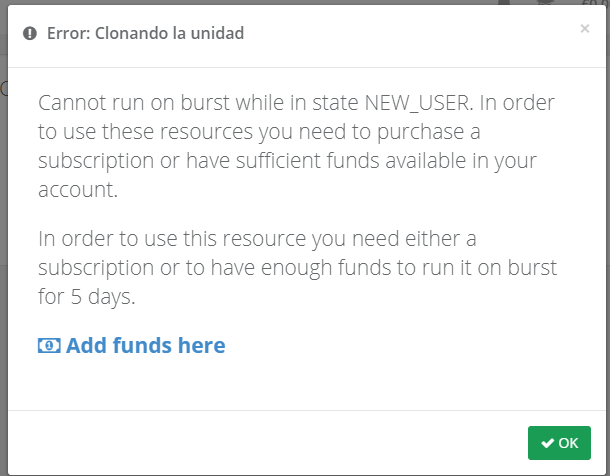 Error: Clonando la unidad
×
Cannot run on burst while in state NEW_USER. In order
to use these resources you need to purchase a
subscription or have sufficient funds available in your
account.
In order to use this resource you need either a
subscription or to have enough funds to run it on burst
for 5 days.
Add funds here
OK